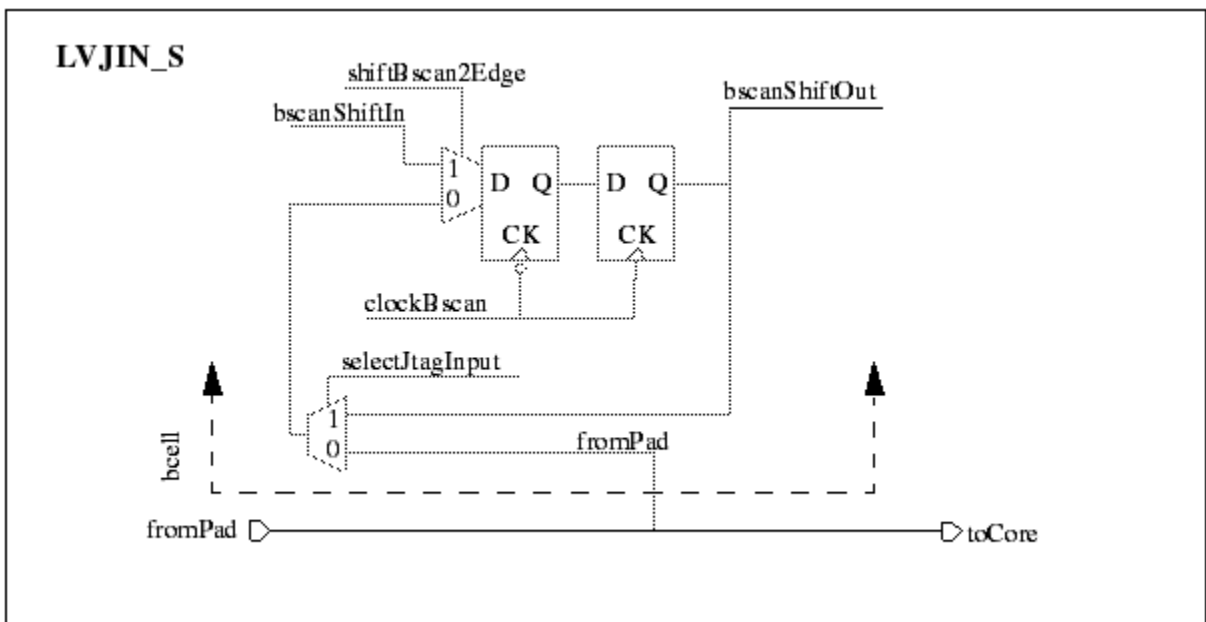 LVJIN_S
shiftBscan2Edge
bscanShiftIn
bscanShiftOut
1
0
D Q
D Q
CK
CK
clockBscan
selectJtagInput
1
0
fromPad
bcell
fromPad
toCore